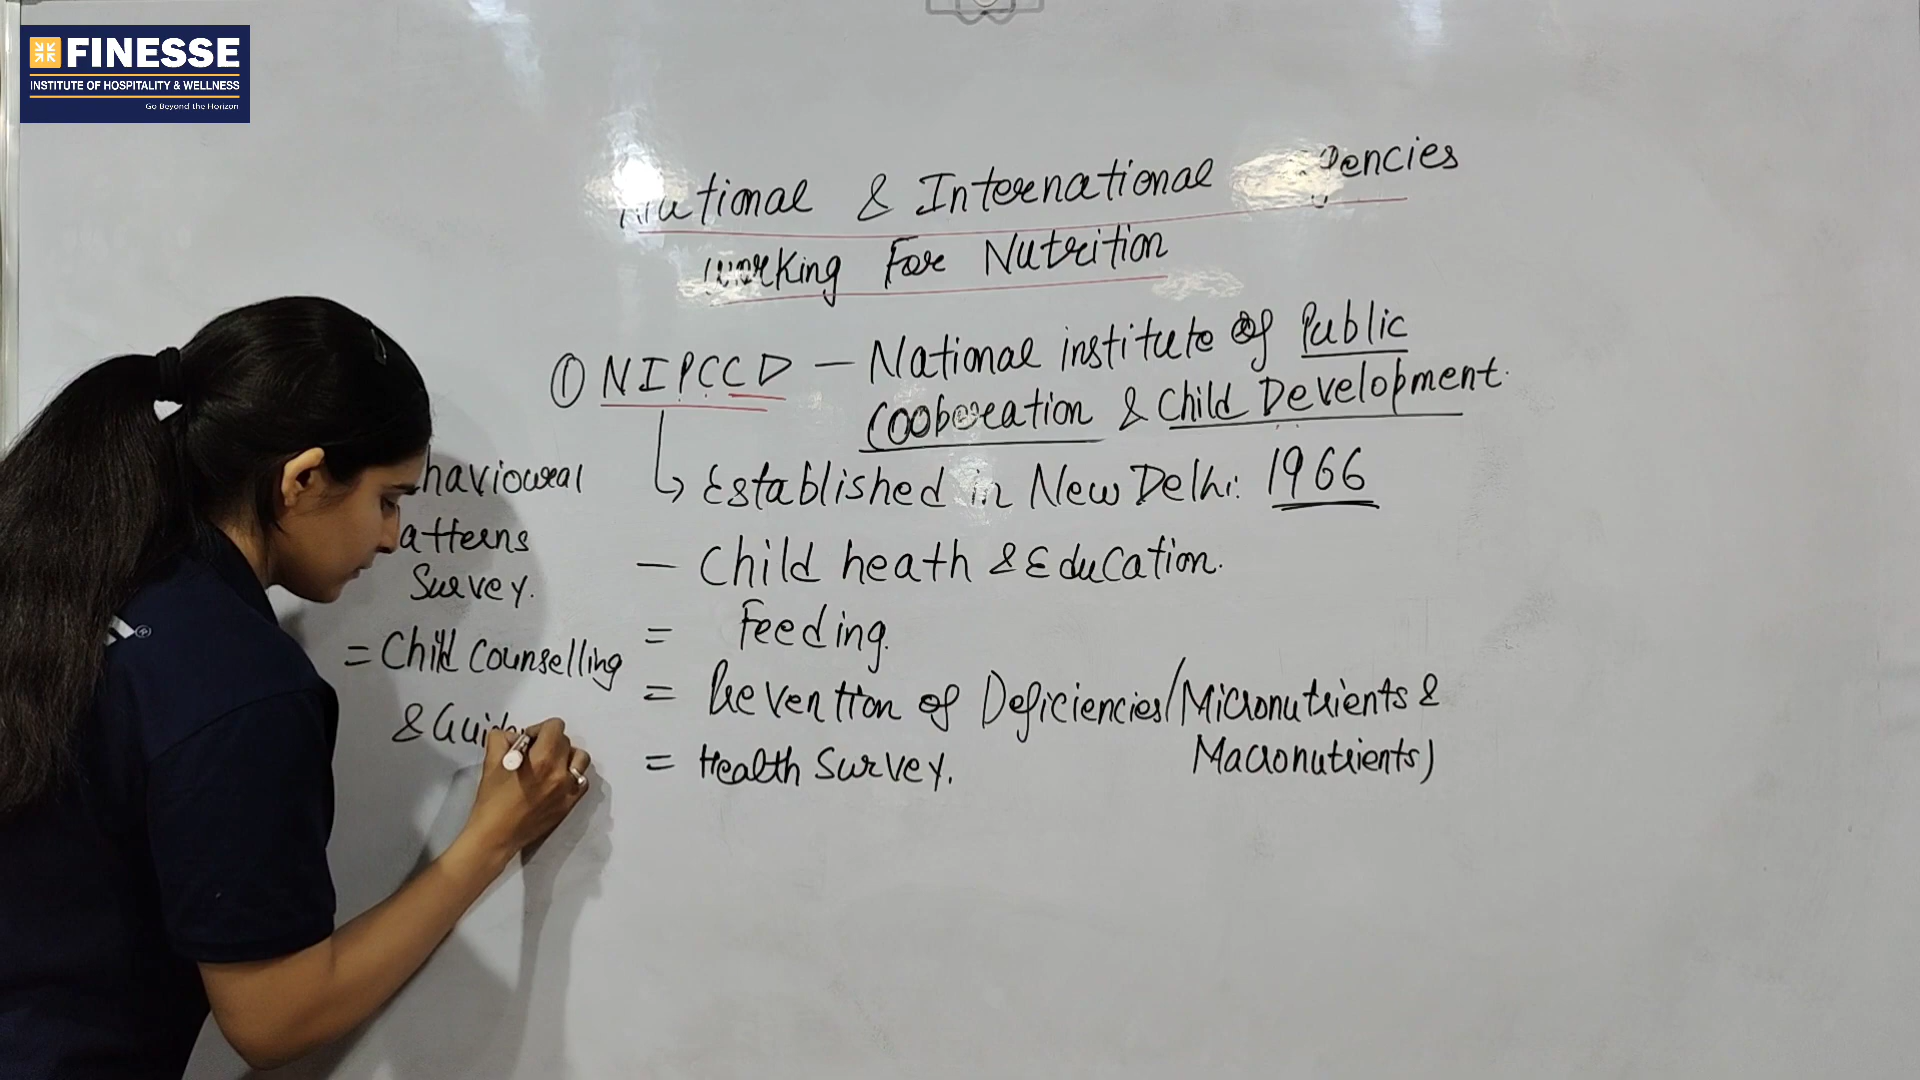 FINESSE
INSTITUTE OF HOSPITALITY & WELLNESS
Go Beyond the Horizon
National & International Agencies
working For Nutrition
① NIPCCD – National institute of Public
Cooperation & Child Development.
Established in New Delhi: 1966
– Child heath & Education.
= Feeding.
= Prevention of Deficiencies (Micronutrients &
Macronutrients)
= Health Survey.
havioural
atterns
Survey.
= Child Counselling
& Guid